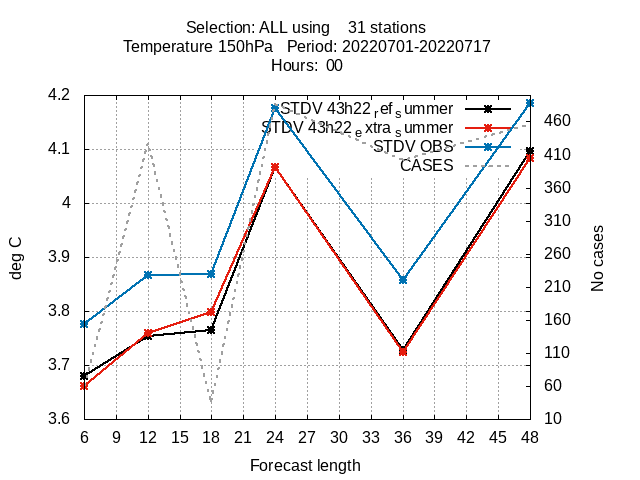 Selection: ALL using 31 stations
Temperature 150hPa Period: 20220701-20220717
Hours: 00
STDV 43h22ᵣefₛummer
STDV 43h22ₑxtraₛummer
STDV OBS
CASES
deg C
4.2
4.1
4
3.9
3.8
3.7
3.6
No cases
460
410
360
310
260
210
160
110
60
10
6 9 12 15 18 21 24 27 30 33 36 39 42 45 48
Forecast length